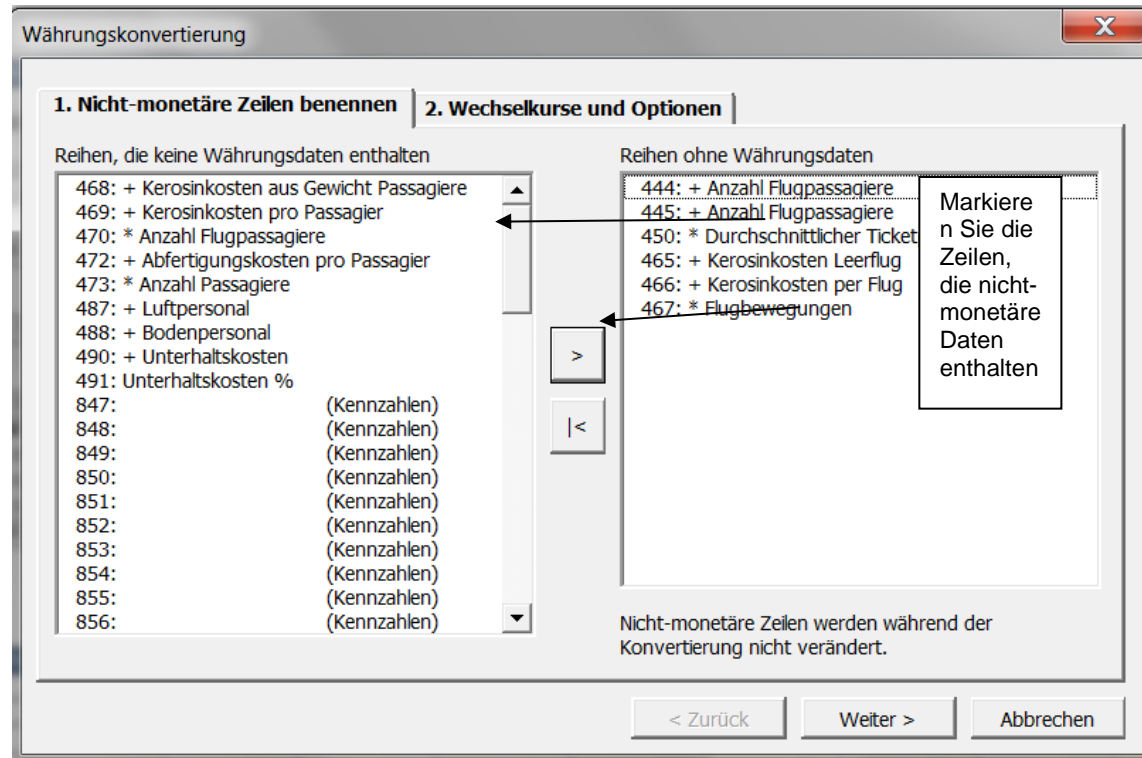 Währungskonvertierung
1. Nicht-monetäre Zeilen benennen
2. Wechselkurse und Optionen
Reihen, die keine Währungsdaten enthalten
468: + Kerosinkosten aus Gewicht Passagiere
469: + Kerosinkosten pro Passagier
470: * Anzahl Flugpassagiere
472: + Abfertigungskosten pro Passagier
473: * Anzahl Passagiere
487: + Luftpersonal
488: + Bodenpersonal
490: + Unterhaltskosten
491: Unterhaltskosten %
847: (Kennzahlen)
848: (Kennzahlen)
849: (Kennzahlen)
850: (Kennzahlen)
851: (Kennzahlen)
852: (Kennzahlen)
853: (Kennzahlen)
854: (Kennzahlen)
855: (Kennzahlen)
856: (Kennzahlen)
>
|<
Reihen ohne Währungsdaten
444: + Anzahl Flugpassagiere
445: + Anzahl Flugpassagiere
450: * Durchschnittlicher Ticket
465: + Kerosinkosten Leerflug
466: + Kerosinkosten per Flug
467: * Flugbewegungen
Markiere
n Sie die
Zeilen,
die nicht-
monetäre
Daten
enthalten
Nicht-monetäre Zeilen werden während der
Konvertierung nicht verändert.
< Zurück
Weiter >
Abbrechen